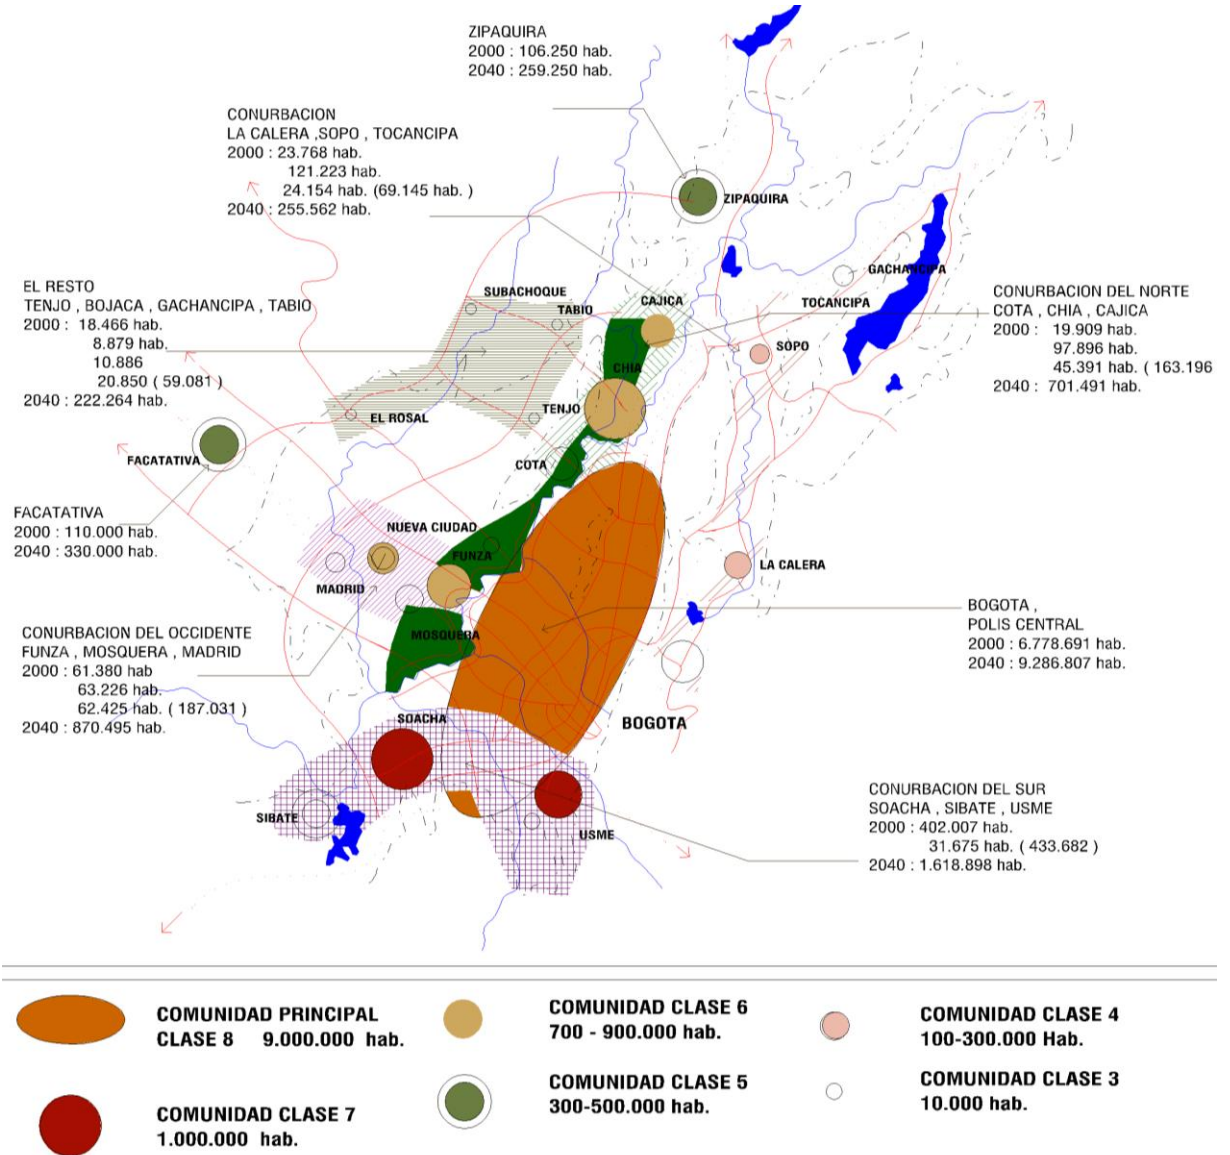 ZIPAQUIRA
2000 : 106.250 hab.
2040 : 259.250 hab.
CONURBACION
LA CALERA ,SOPO , TOCANCIPA
2000 : 23.768 hab.
121.223 hab.
24.154 hab. (69.145 hab. )
2040 : 255.562 hab.
ZIPAQUIRA
GACHANCIPA
TOCANCIPA
EL RESTO
TENJO , BOJACA , GACHANCIPA , TABIO
2000 : 18.466 hab.
8.879 hab.
10.886
20.850 ( 59.081 )
2040 : 222.264 hab.
SUBACHOQUE
TABIO
CAJICA
SOPO
CONURBACION DEL NORTE
COTA , CHIA , CAJICA
2000 : 19.909 hab.
97.896 hab.
45.391 hab. ( 163.196
2040 : 701.491 hab.
CHIA
TENJO
EL ROSAL
COTA
FACATATIVA
FACATATIVA
2000 : 110.000 hab.
2040 : 330.000 hab.
NUEVA CIUDAD
FUNZA
MADRID
MOSQUERA
LA CALERA
BOGOTA ,
POLIS CENTRAL
2000 : 6.778.691 hab.
2040 : 9.286.807 hab.
CONURBACION DEL OCCIDENTE
FUNZA , MOSQUERA , MADRID
2000 : 61.380 hab
63.226 hab.
62.425 hab. ( 187.031 )
2040 : 870.495 hab.
SOACHA
BOGOTA
SIBATE
USME
CONURBACION DEL SUR
SOACHA , SIBATE , USME
2000 : 402.007 hab.
31.675 hab. ( 433.682 )
2040 : 1.618.898 hab.
COMUNIDAD PRINCIPAL
CLASE 8 9.000.000 hab.
COMUNIDAD CLASE 6
700 - 900.000 hab.
COMUNIDAD CLASE 4
100-300.000 Hab.
COMUNIDAD CLASE 7
1.000.000 hab.
COMUNIDAD CLASE 5
300-500.000 hab.
COMUNIDAD CLASE 3
10.000 hab.